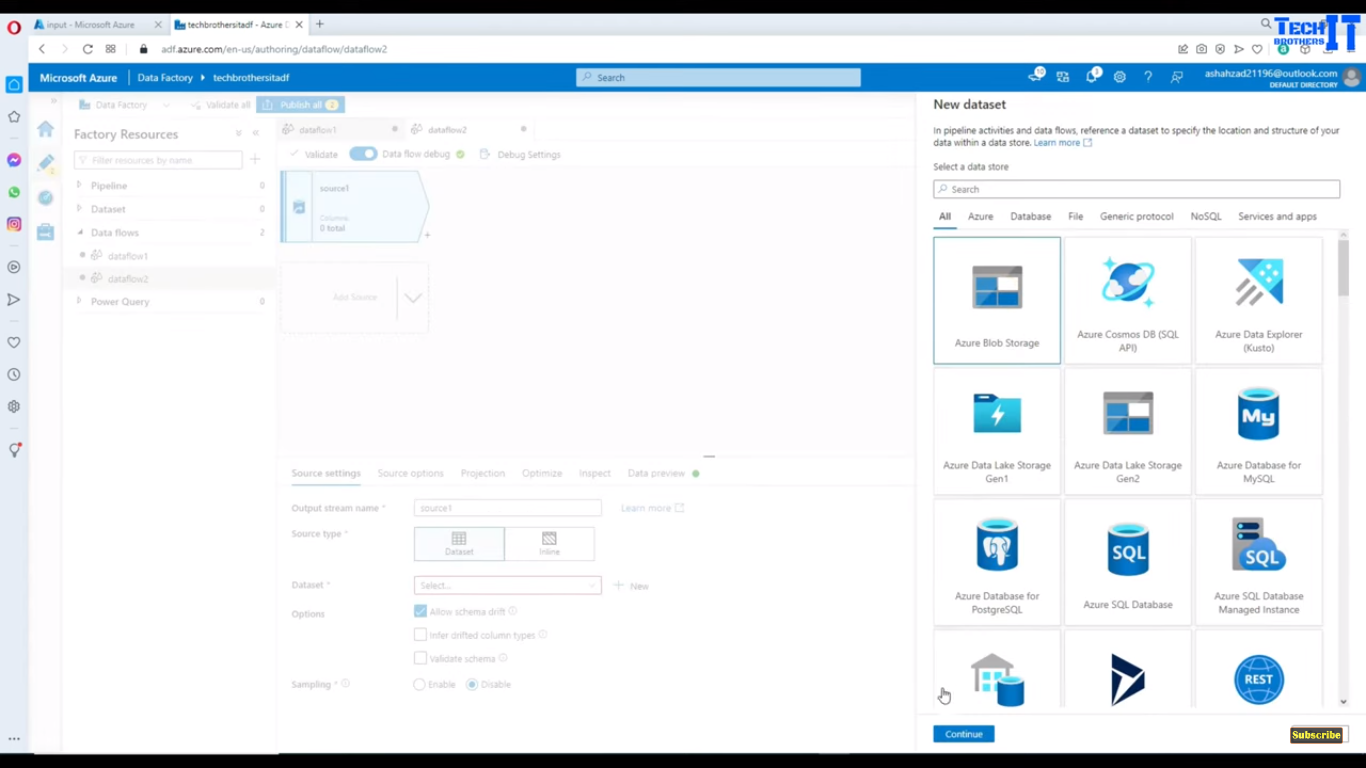 input - Microsoft Azure
techbrothersitadf - Azure D
TECH IT
BROTHERS
adf.azure.com/en-us/authoring/dataflow/dataflow2
Microsoft Azure
Data Factory
techbrothersitadf
Search
10
1
ashahzad21196@outlook.com
DEFAULT DIRECTORY
Data Factory
Validate all
Publish all
2
Factory Resources
Filter resources by name
Pipeline
0
Dataset
0
Data flows
2
dataflow1
dataflow2
Power Query
0
dataflow1
dataflow2
Validate
Data flow debug
Debug Settings
source1
Columns
0 total
Add Source
Source settings
Source options
Projection
Optimize
Inspect
Data preview
Output stream name *
source1
Learn more
Source type *
Dataset
Inline
Dataset *
Select...
New
Options
Allow schema drift
Infer drifted column types
Validate schema
Sampling *
Enable
Disable
New dataset
In pipeline activities and data flows, reference a dataset to specify the location and structure of your
data within a data store. Learn more
Select a data store
Search
All
Azure
Database
File
Generic protocol
NoSQL
Services and apps
Azure Blob Storage
Azure Cosmos DB (SQL
API)
Azure Data Explorer
(Kusto)
Azure Data Lake Storage
Gen1
Azure Data Lake Storage
Gen2
My
Azure Database for
MySQL
Azure Database for
PostgreSQL
SQL
Azure SQL Database
SQL
Azure SQL Database
Managed Instance
REST
Continue
Subscribe